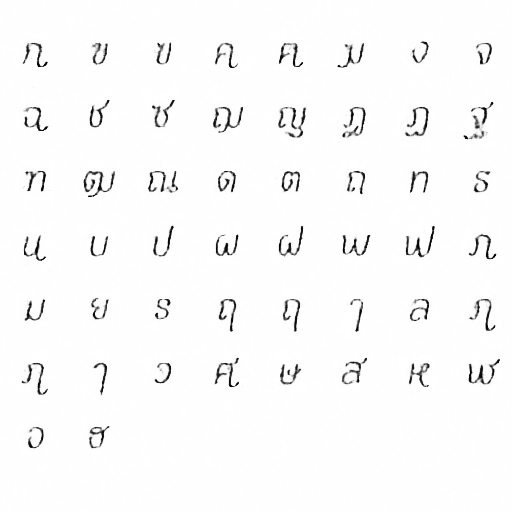 ก ข ฃ ค ฅ ฆ ง จ
ฉ ช ซ ฌ ญ ฎ ฏ ฐ
ฑ ฒ ณ ด ต ถ ท ธ
น บ ป ผ ฝ พ ฟ ภ
ม ย ร ฤ ฤ ๅ ล ฦ
ฦ ๅ ว ศ ษ ส ห ฬ
อ ฮ